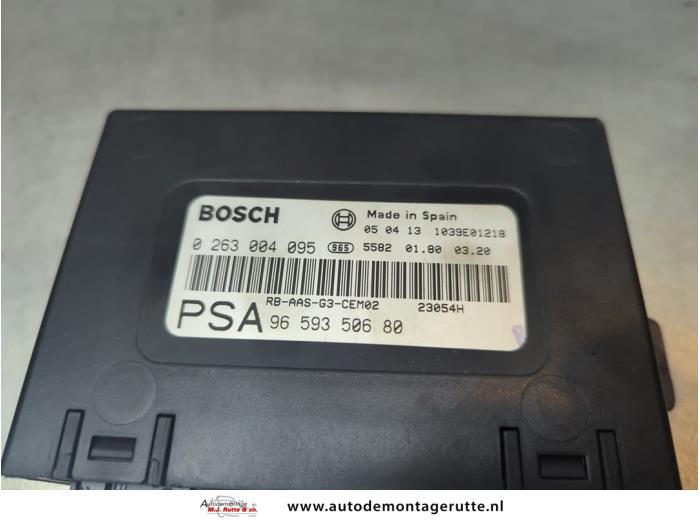 BOSCH
Made in Spain
05 04 13 1039E01218
0 263 004 095 965 5582 01.80 03.20
RB-AAS-G3-CEM02 23054H
PSA 96 593 506 80
Autodemontage
M.J. Rutte & zn.
www.autodemontagerutte.nl